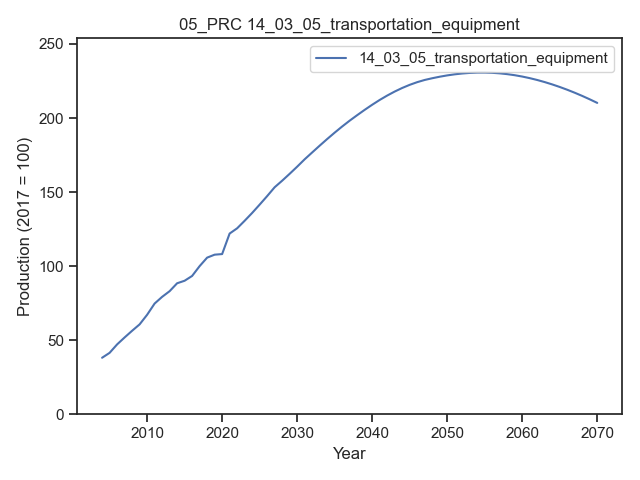 05_PRC 14_03_05_transportation_equipment
14_03_05_transportation_equipment
Production (2017 = 100)
250
200
150
100
50
0
2010 2020 2030 2040 2050 2060 2070
Year